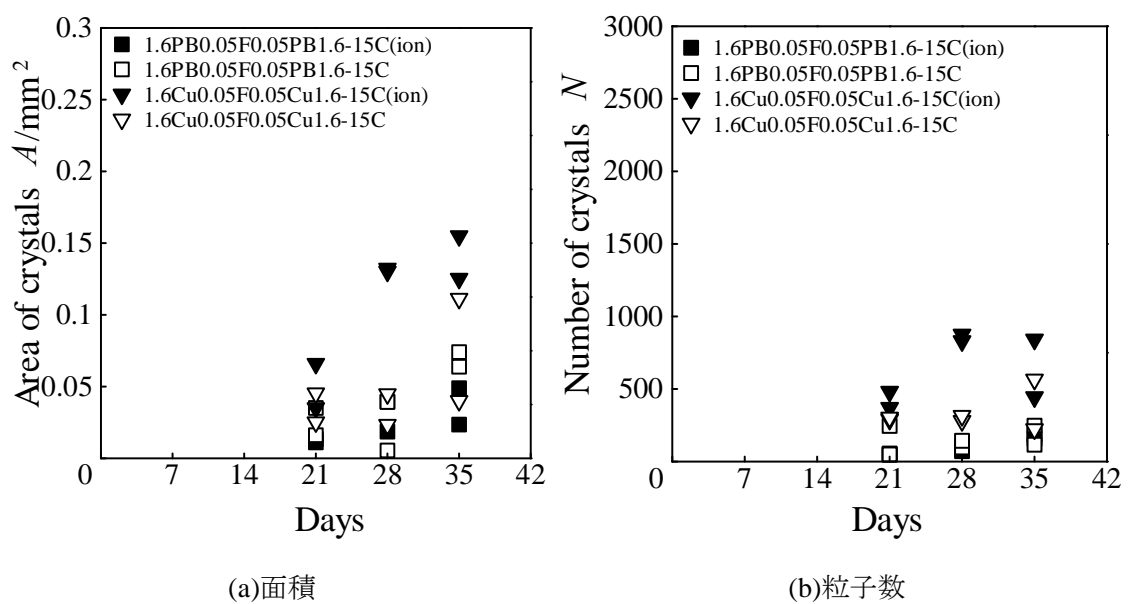 0.3
0.25
0.2
0.15
0.1
0.05
0
7
14
21
28
35
42
Area of crystals A/mm²
Days
1.6PB0.05F0.05PB1.6-15C(ion)
1.6PB0.05F0.05PB1.6-15C
1.6Cu0.05F0.05Cu1.6-15C(ion)
1.6Cu0.05F0.05Cu1.6-15C
(a)面積
3000
2500
2000
1500
1000
500
0
7
14
21
28
35
42
Number of crystals N
Days
1.6PB0.05F0.05PB1.6-15C(ion)
1.6PB0.05F0.05PB1.6-15C
1.6Cu0.05F0.05Cu1.6-15C(ion)
1.6Cu0.05F0.05Cu1.6-15C
(b)粒子数